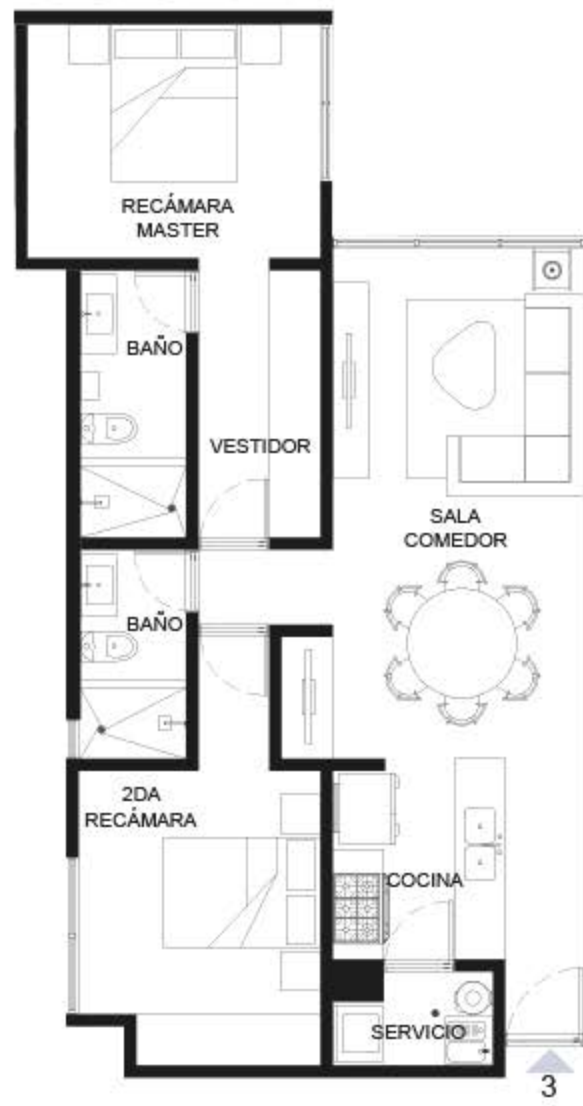 RECÁMARA
MASTER
BAÑO
VESTIDOR
SALA
COMEDOR
BAÑO
2DA
RECÁMARA
COCINA
SERVICIO
3